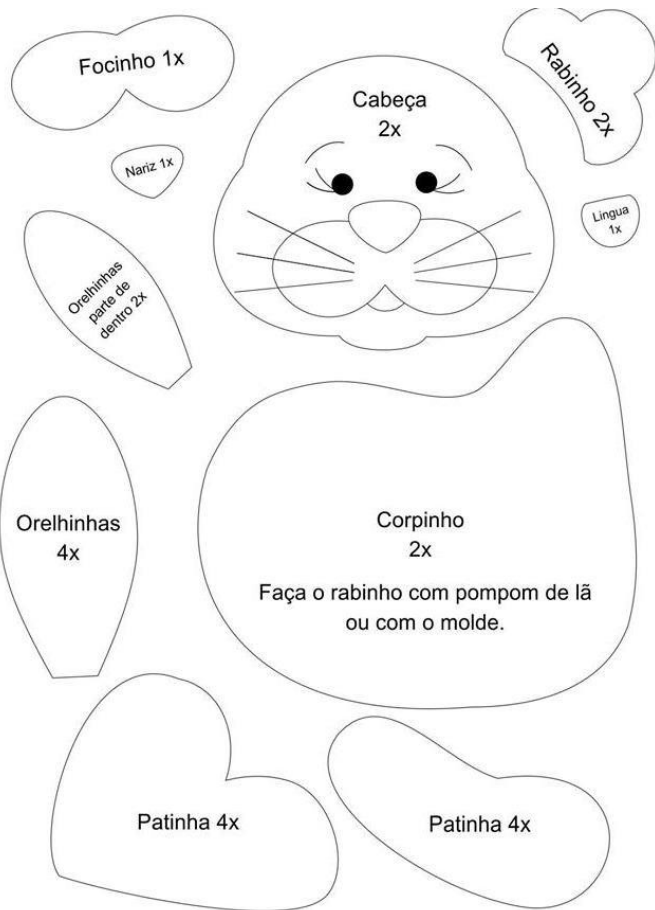 Focinho 1x
Cabeça
2x
Rabinho 2x
Nariz 1x
Lingua
1x
Orelhinhas
parte de
dentro 2x
Orelhinhas
4x
Corpinho
2x
Faça o rabinho com pompom de lã
ou com o molde.
Patinha 4x
Patinha 4x